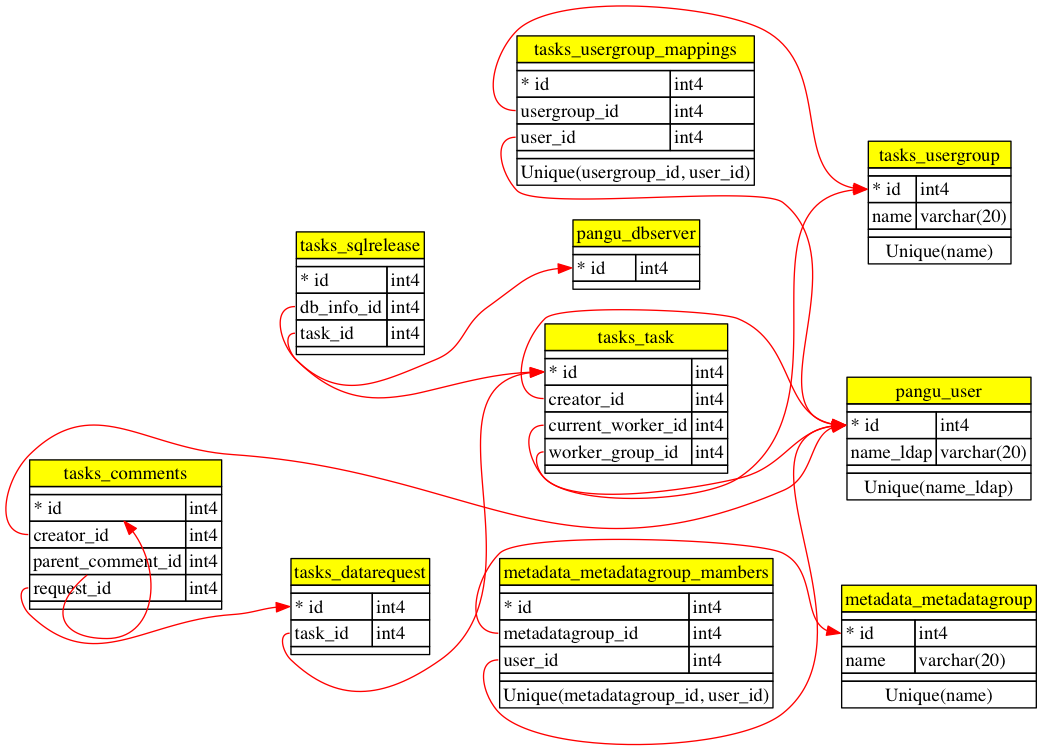 tasks_usergroup_mappings
* id int4
usergroup_id int4
user_id int4
Unique(usergroup_id, user_id)
tasks_usergroup
* id int4
name varchar(20)
Unique(name)
tasks_sqlrelease
* id int4
db_info_id int4
task_id int4
pangu_dbserver
* id int4
tasks_task
* id int4
creator_id int4
current_worker_id int4
worker_group_id int4
pangu_user
* id int4
name_ldap varchar(20)
Unique(name_ldap)
tasks_comments
* id int4
creator_id int4
parent_comment_id int4
request_id int4
tasks_datarequest
* id int4
task_id int4
metadata_metadatagroup_mambers
* id int4
metadatagroup_id int4
user_id int4
Unique(metadatagroup_id, user_id)
metadata_metadatagroup
* id int4
name varchar(20)
Unique(name)